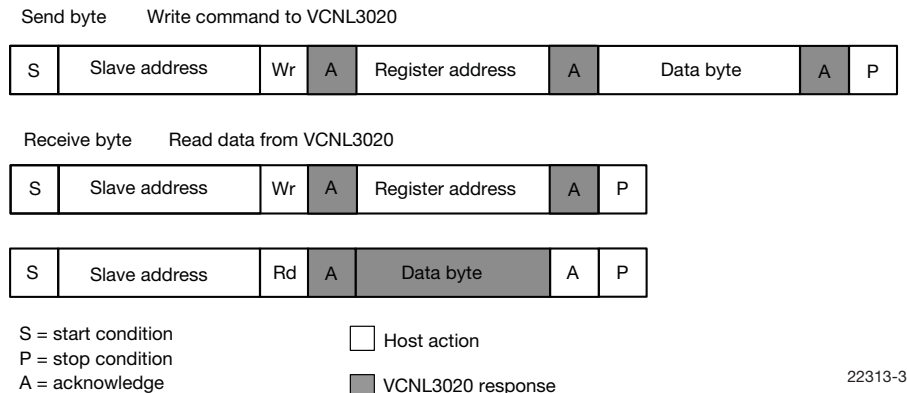 Send byte Write command to VCNL3020
S Slave address Wr A Register address A Data byte A P
Receive byte Read data from VCNL3020
S Slave address Wr A Register address A P
S Slave address Rd A Data byte A P
S = start condition
P = stop condition
A = acknowledge
Host action
VCNL3020 response
22313-3